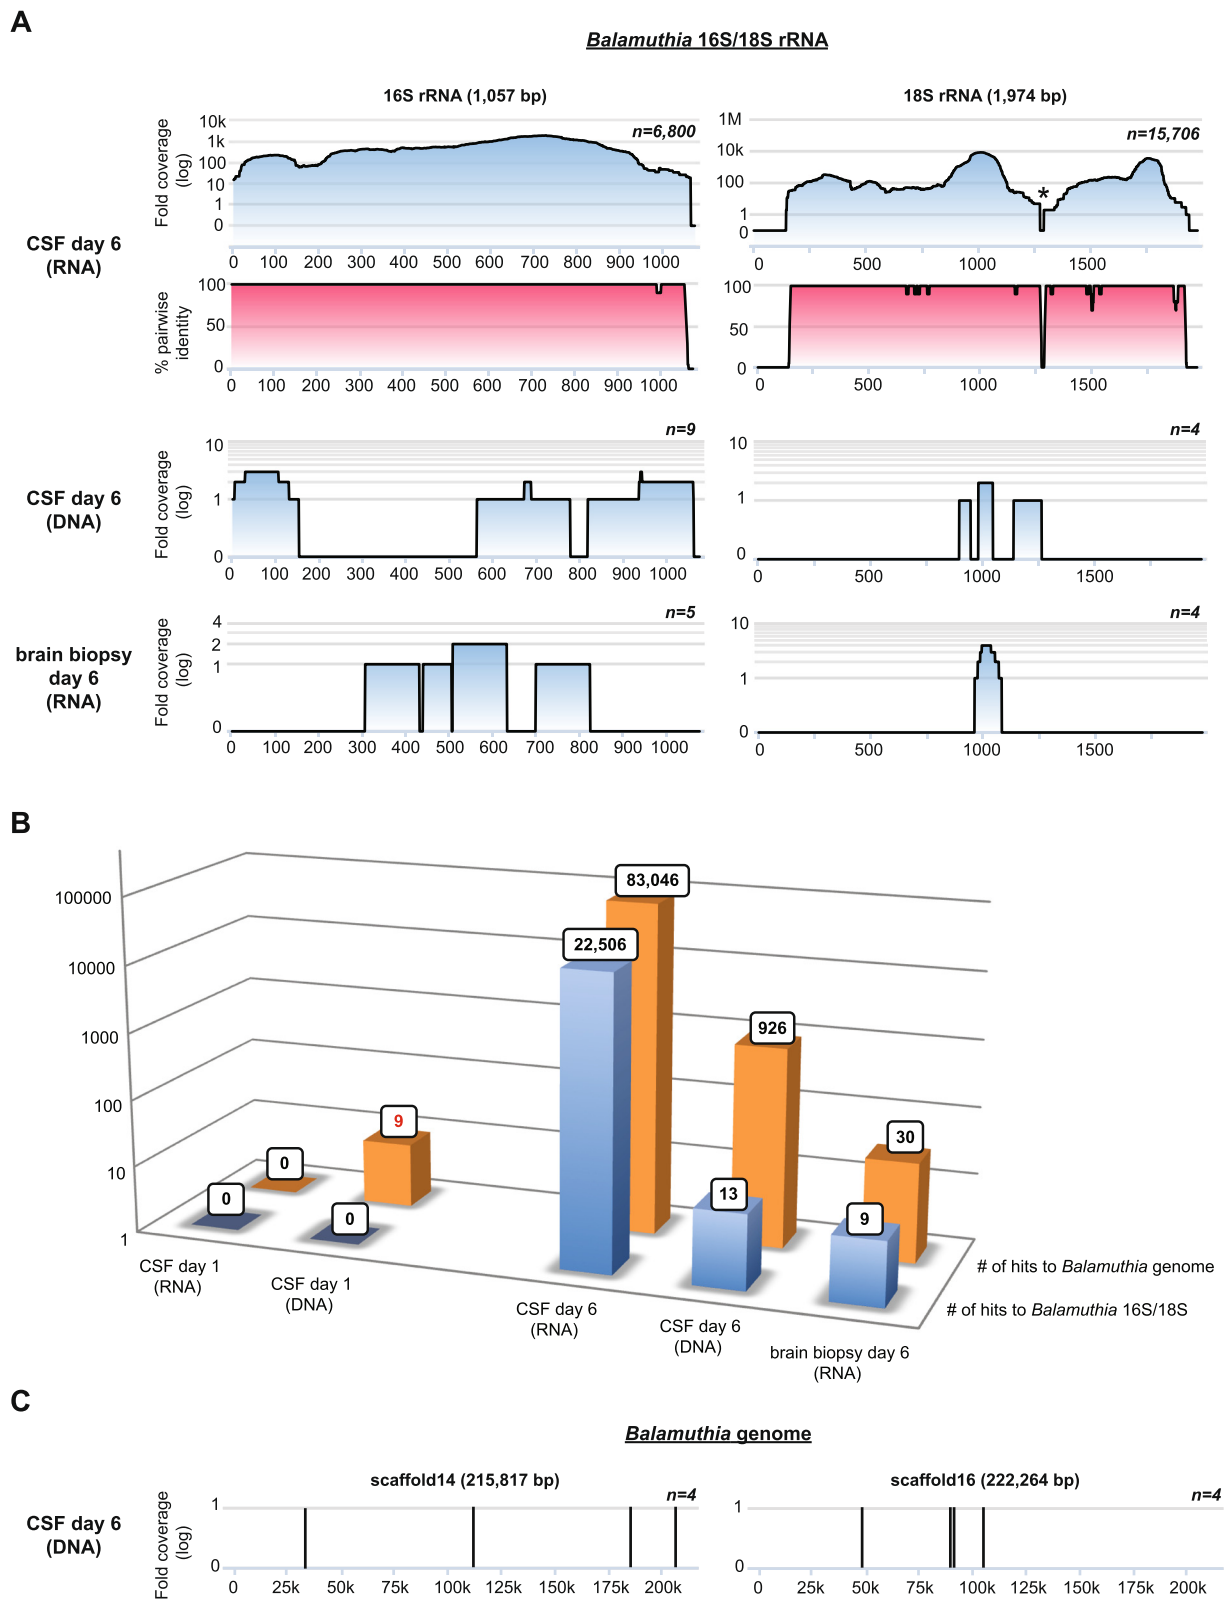 A
Balamuthia 16S/18S rRNA
16S rRNA (1,057 bp)
18S rRNA (1,974 bp)
CSF day 6
(RNA)
Fold coverage
(log)
10k
1k
100
10
1
0
n=6,800
0 100 200 300 400 500 600 700 800 900 1000
1M
10k
100
1
0
n=15,706
*
0 500 1000 1500
% pairwise
identity
100
50
0
0 100 200 300 400 500 600 700 800 900 1000
100
50
0
0 500 1000 1500
CSF day 6
(DNA)
Fold coverage
(log)
10
1
0
n=9
0 100 200 300 400 500 600 700 800 900 1000
10
1
0
n=4
0 500 1000 1500
brain biopsy
day 6
(RNA)
Fold coverage
(log)
4
2
1
0
n=5
0 100 200 300 400 500 600 700 800 900 1000
10
1
0
n=4
0 500 1000 1500
B
100000
10000
1000
100
10
1
83,046
22,506
926
9
30
0
13
0
0
9
CSF day 1
(RNA)
CSF day 1
(DNA)
CSF day 6
(RNA)
CSF day 6
(DNA)
brain biopsy day 6
(RNA)
# of hits to Balamuthia genome
# of hits to Balamuthia 16S/18S
C
Balamuthia genome
scaffold14 (215,817 bp)
scaffold16 (222,264 bp)
CSF day 6
(DNA)
Fold coverage
(log)
1
0
n=4
0 25k 50k 75k 100k 125k 150k 175k 200k
1
0
n=4
0 25k 50k 75k 100k 125k 150k 175k 200k